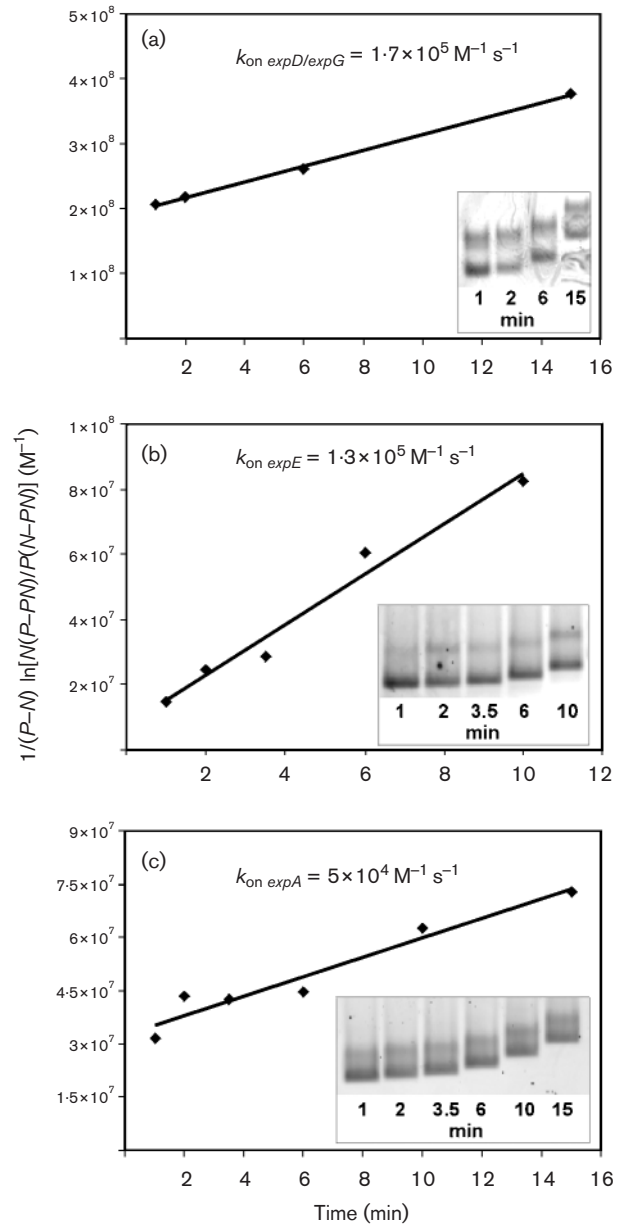 5×10⁸
(a)
k_on expD/expG = 1·7×10⁵ M⁻¹ s⁻¹
4×10⁸
3×10⁸
2×10⁸
1×10⁸
1 2 6 15
min
2 4 6 8 10 12 14 16
1×10⁸
(b)
k_on expE = 1·3×10⁵ M⁻¹ s⁻¹
8×10⁷
6×10⁷
4×10⁷
2×10⁷
1 2 3.5 6 10
min
2 4 6 8 10 12
1/(P–N) ln[N(P–PN)/P(N–PN)] (M⁻¹)
9×10⁷
(c)
k_on expA = 5×10⁴ M⁻¹ s⁻¹
7·5×10⁷
6×10⁷
4·5×10⁷
3×10⁷
1·5×10⁷
1 2 3.5 6 10 15
min
2 4 6 8 10 12 14 16
Time (min)